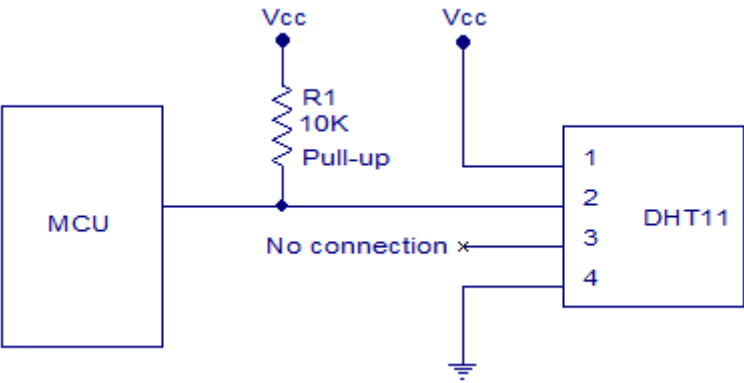 Vcc
Vcc
R1
10K
Pull-up
MCU
No connection
1
2
3
4
DHT11